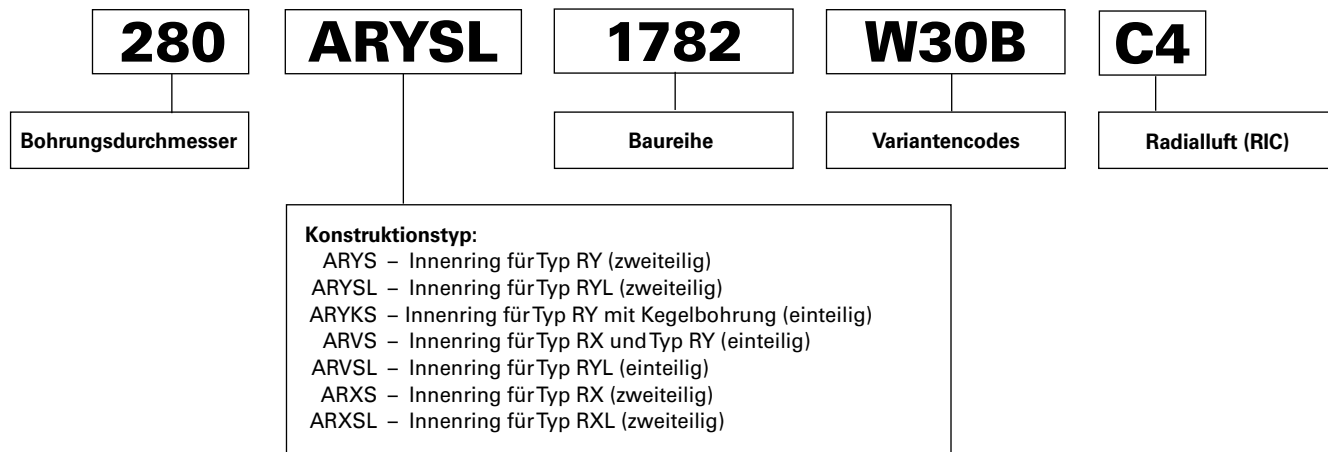 280 ARYSL 1782 W30B C4
Bohrungsdurchmesser Baureihe Variantencodes Radialluft (RIC)
Konstruktionstyp:
ARYS – Innenring für Typ RY (zweiteilig)
ARYSL – Innenring für Typ RYL (zweiteilig)
ARYKS – Innenring für Typ RY mit Kegelbohrung (einteilig)
ARVS – Innenring für Typ RX und Typ RY (einteilig)
ARVSL – Innenring für Typ RYL (einteilig)
ARXS – Innenring für Typ RX (zweiteilig)
ARXSL – Innenring für Typ RXL (zweiteilig)